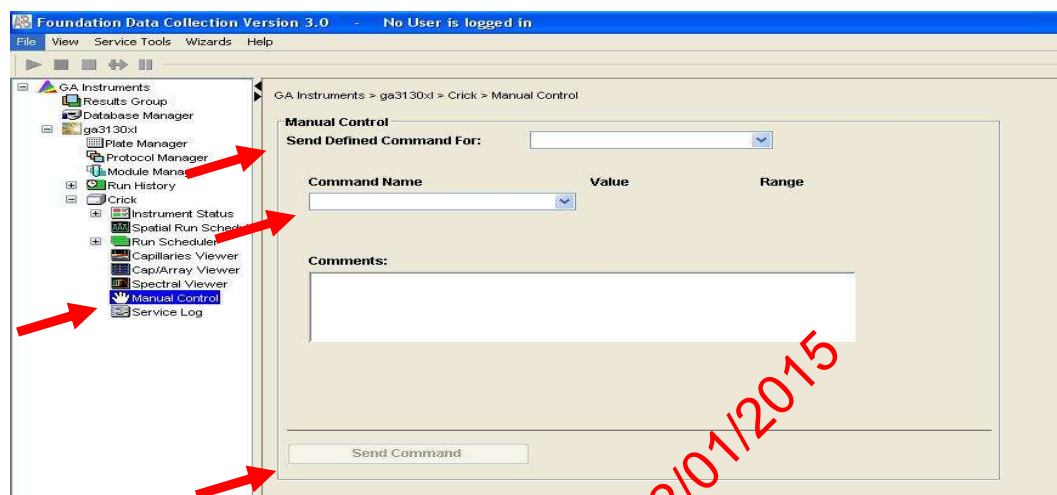 Foundation Data Collection Version 3.0 - No User is logged in
File View Service Tools Wizards Help
GA Instruments
Results Group
Database Manager
ga3130xl
Plate Manager
Protocol Manager
Module Mana
Run History
Crick
Instrument Status
Spatial Run Schedul
Run Scheduler
Capillaries Viewer
Cap/Array Viewer
Spectral Viewer
Manual Control
Service Log
GA Instruments > ga3130xl > Crick > Manual Control
Manual Control
Send Defined Command For:
Command Name Value Range
Comments:
Send Command
/01/2015